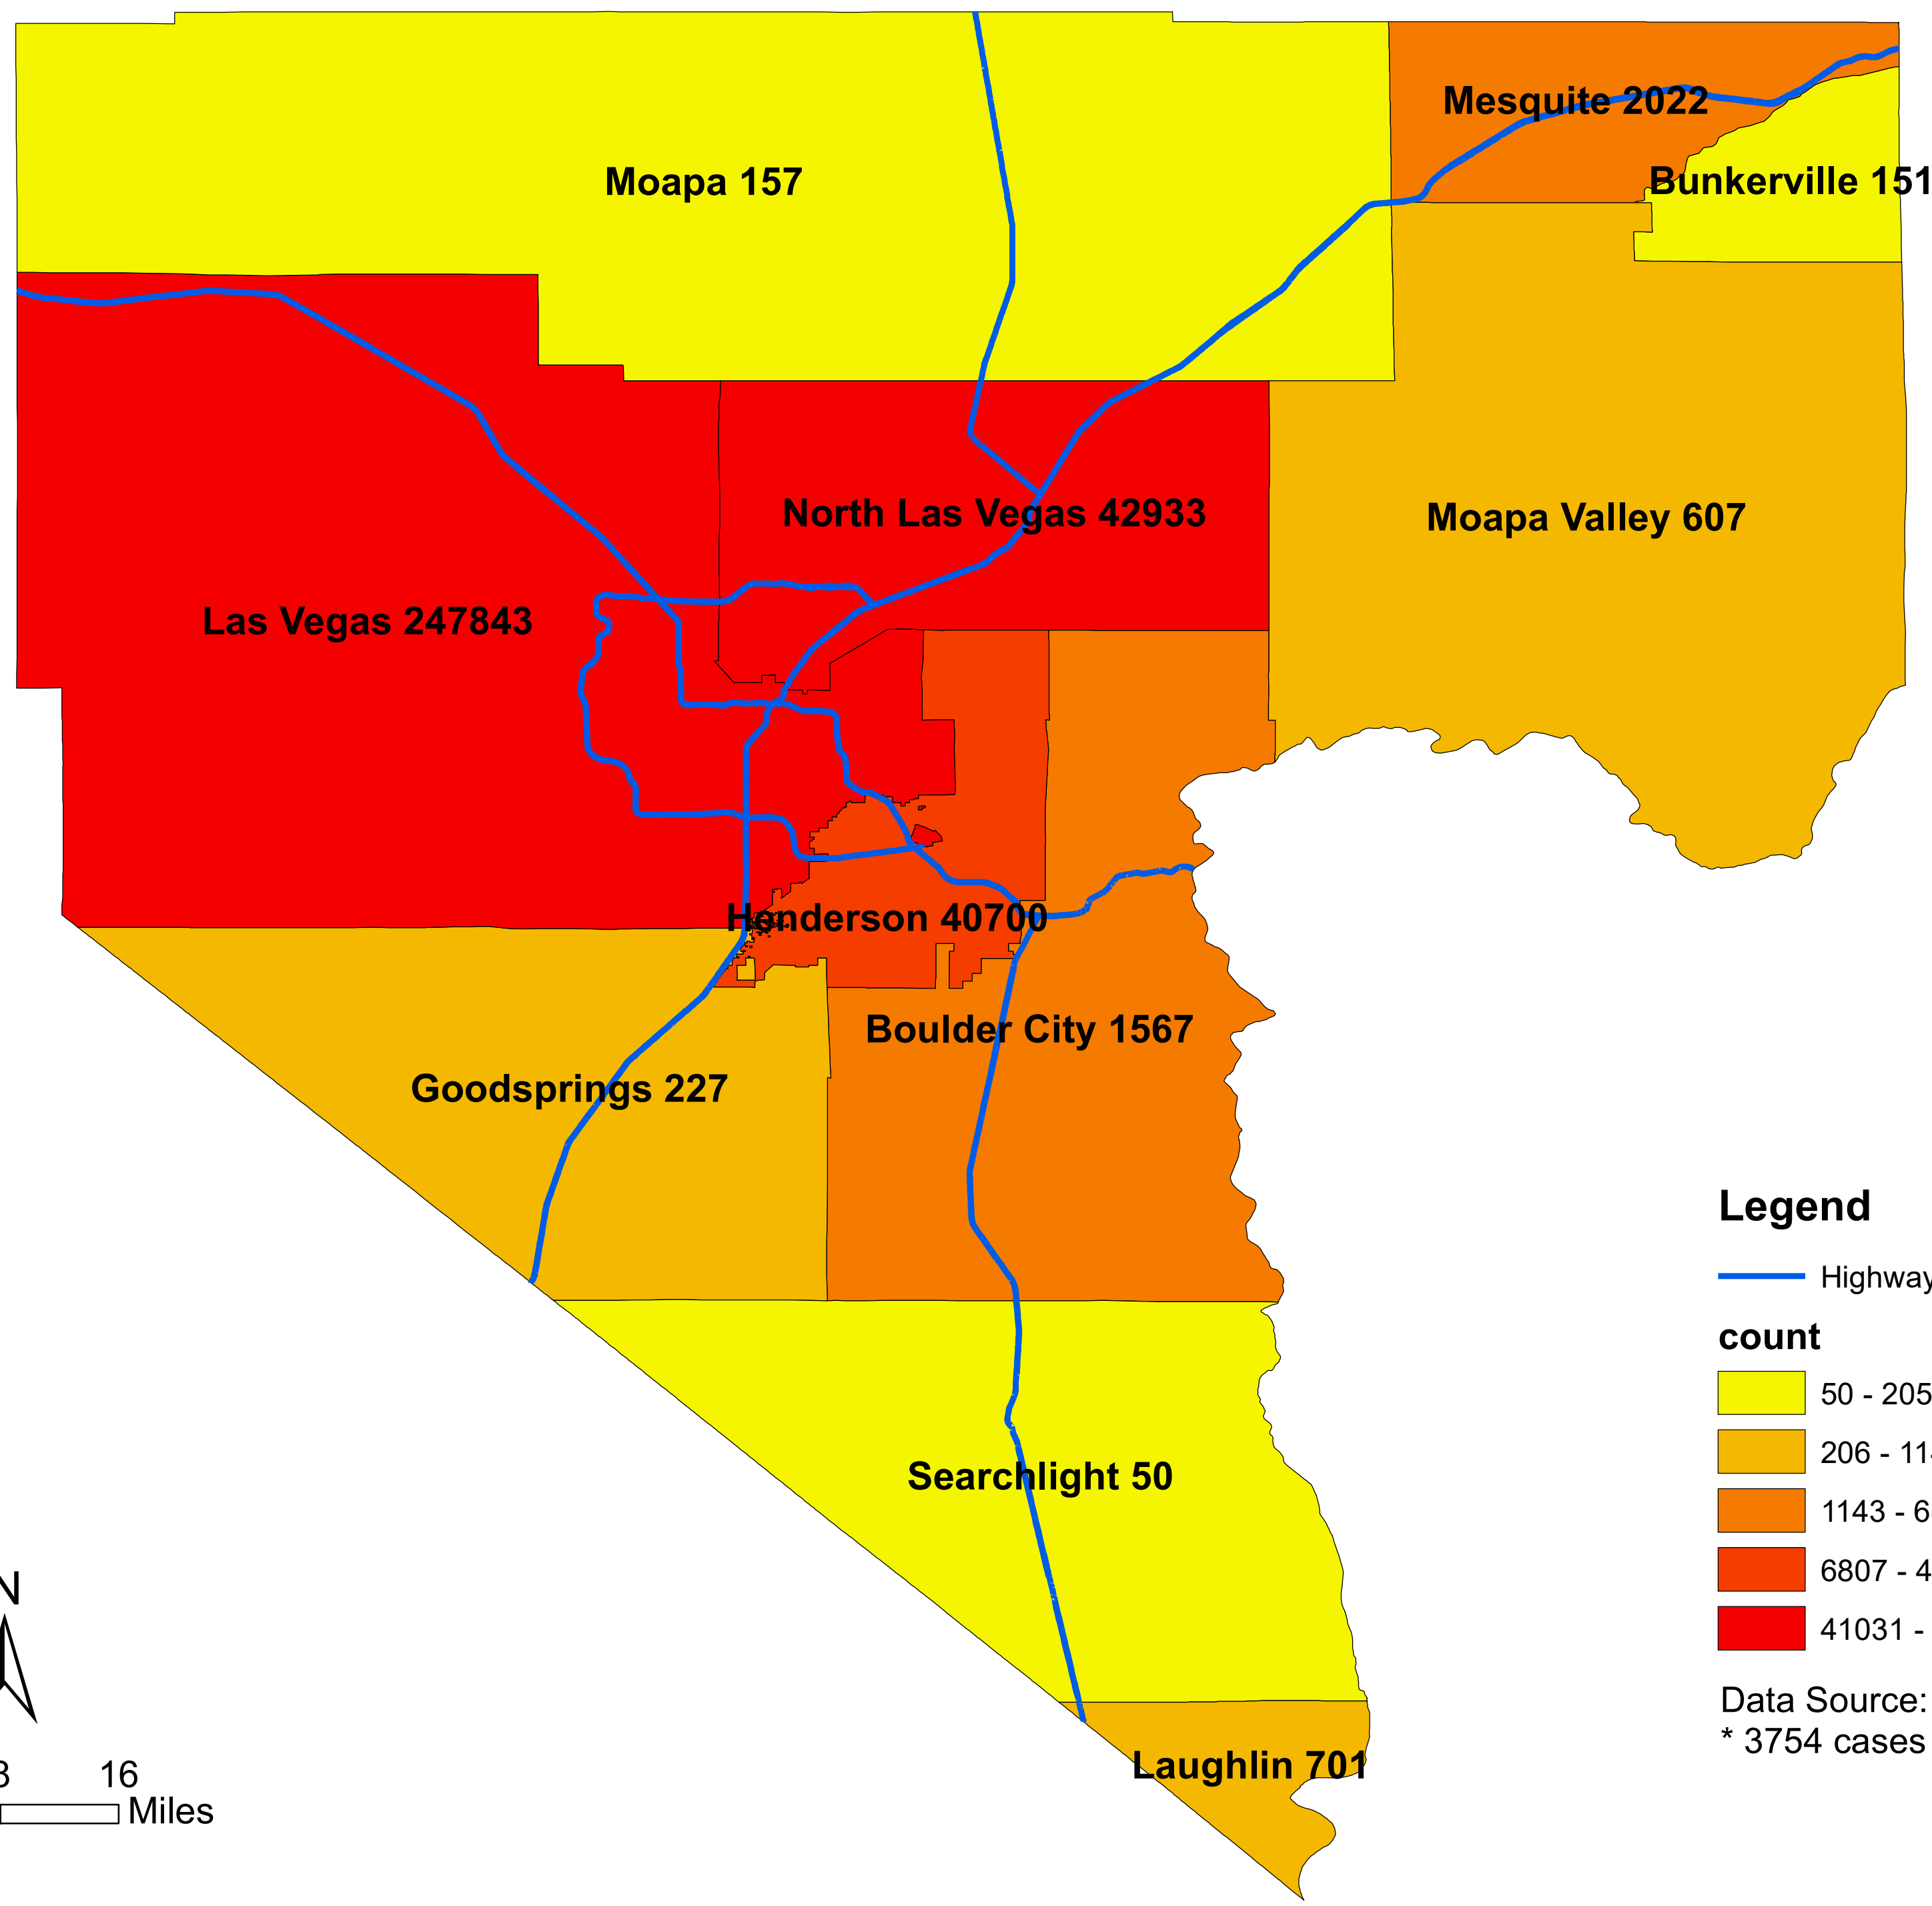 Mesquite 2022
Moapa 157
Bunkerville 151
North Las Vegas 42933
Moapa Valley 607
Las Vegas 247843
Henderson 40700
Boulder City 1567
Goodsprings 227
Searchlight 50
Laughlin 701
Legend
Highway
count
50 - 205
206 - 114
1143 - 6
6807 - 4
41031 -
Data Source:
* 3754 cases
N
8 16
Miles